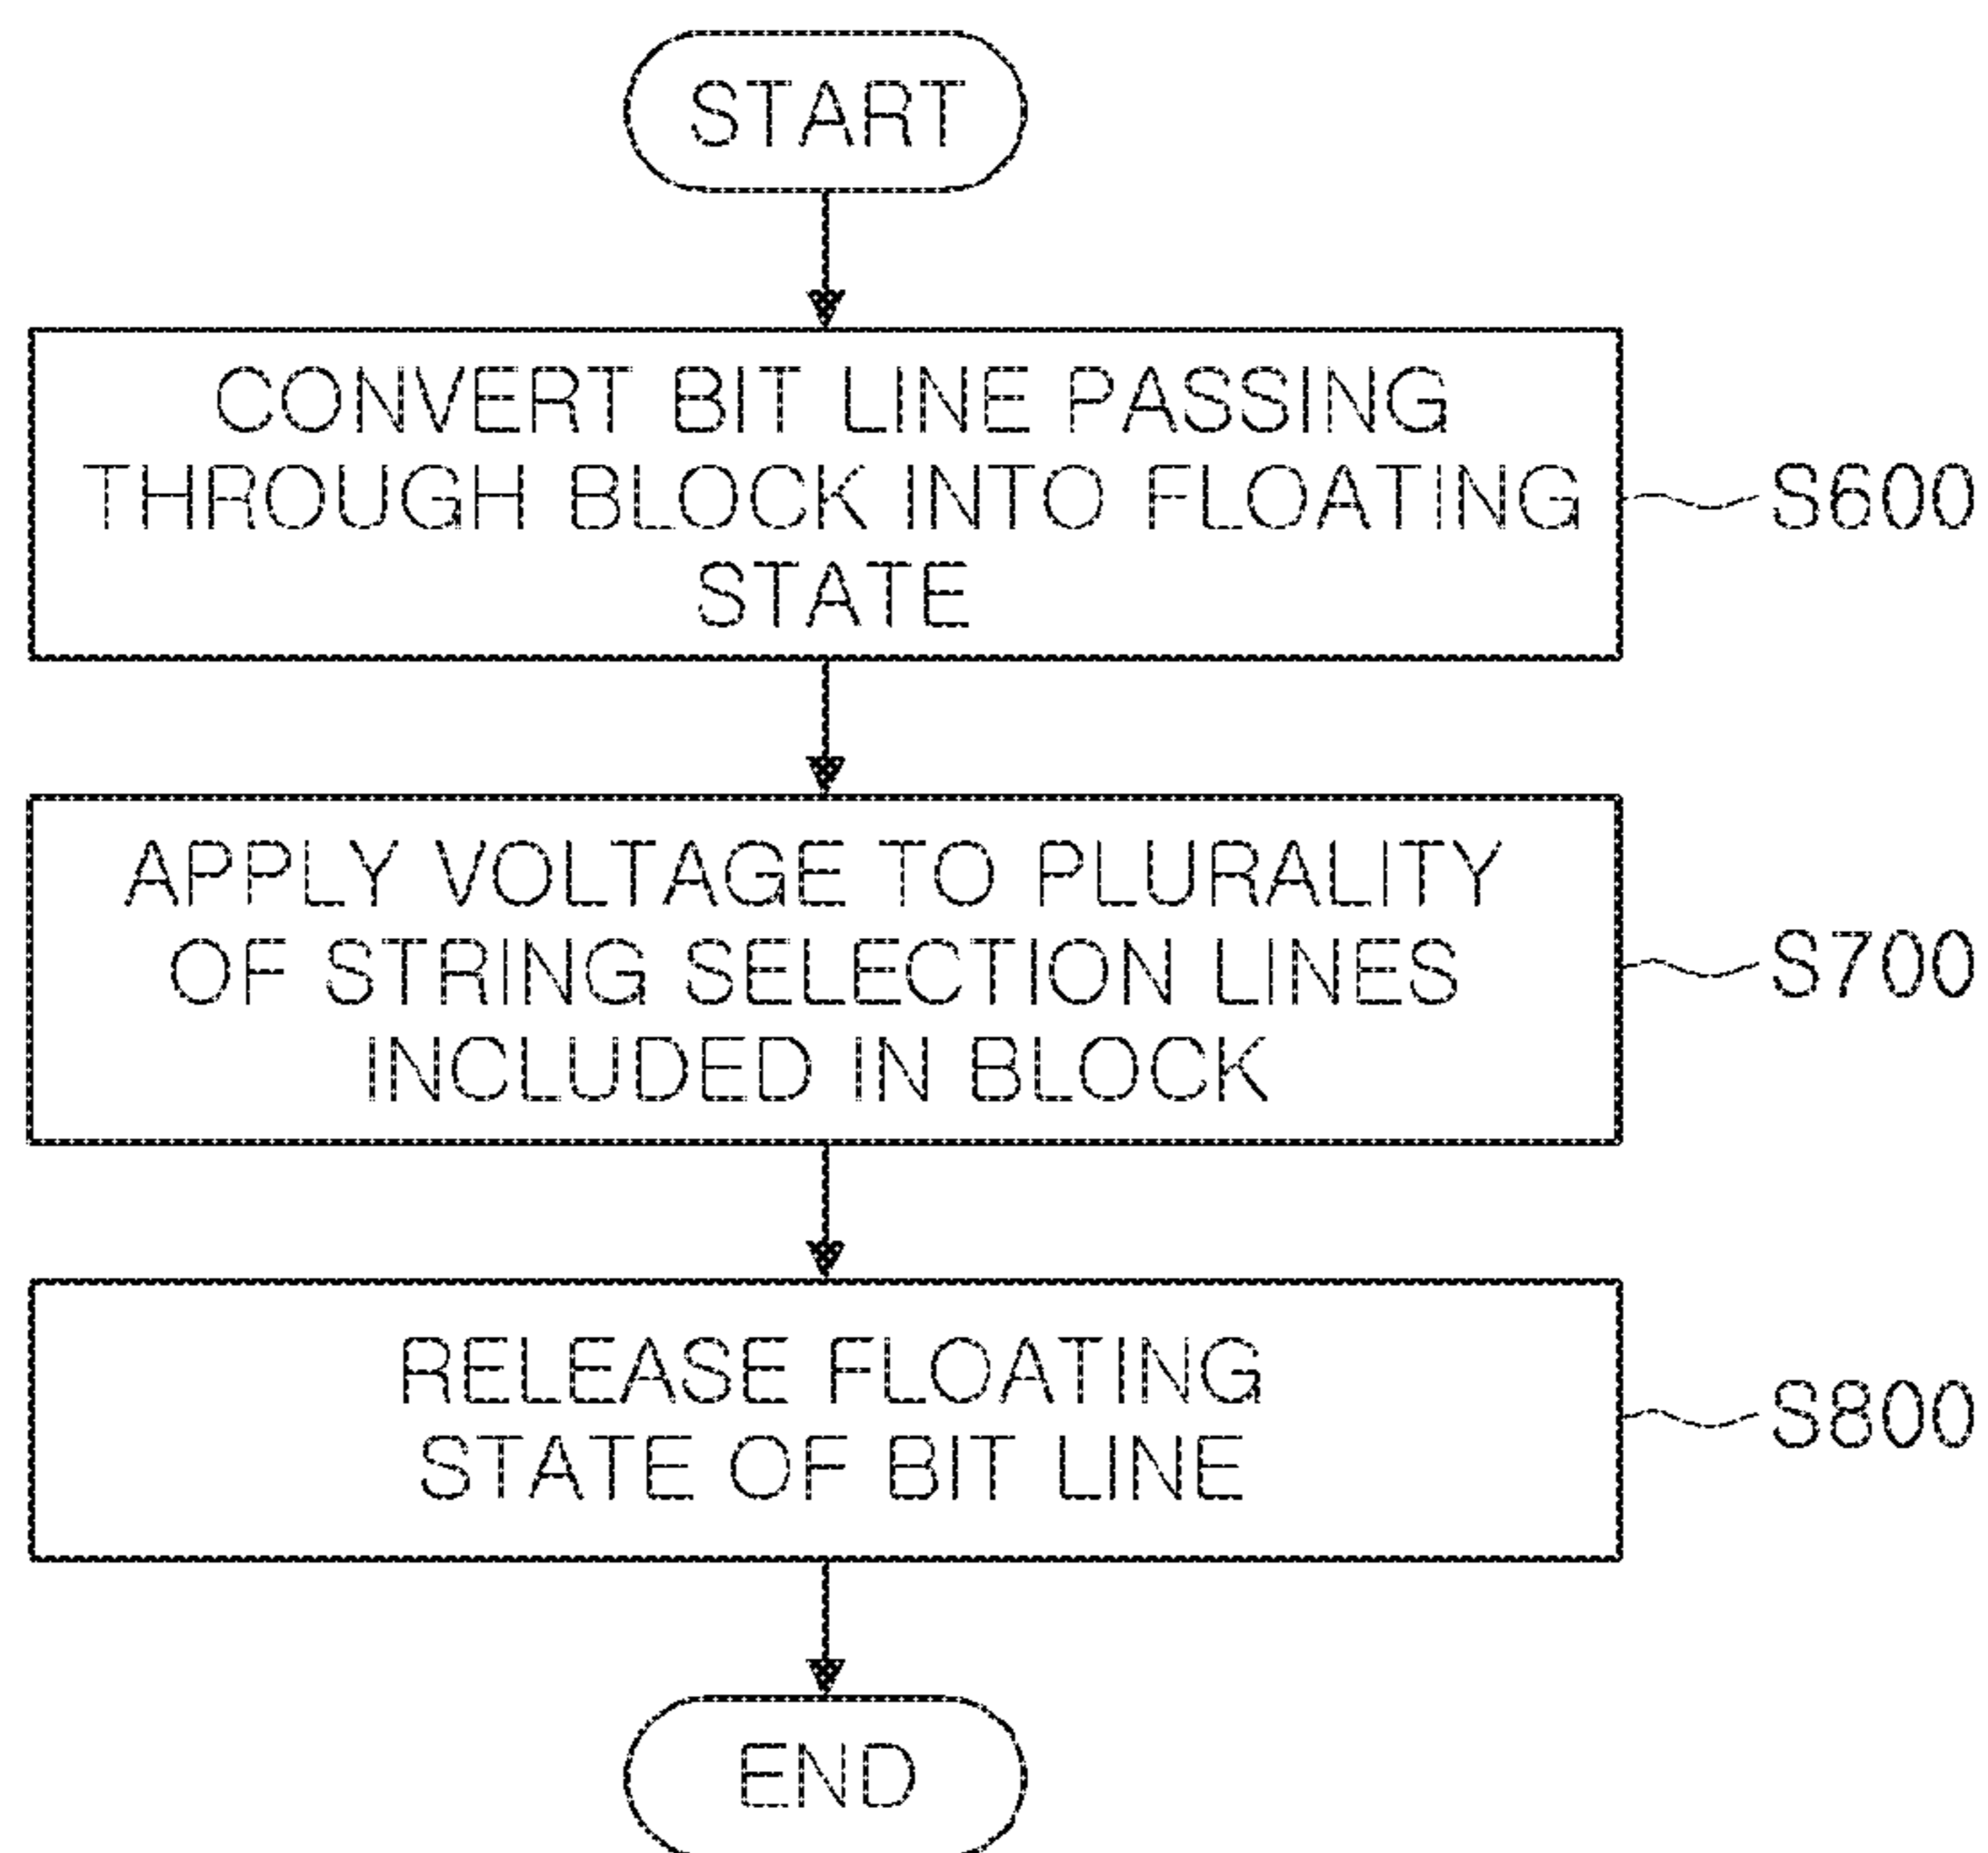 START
CONVERT BIT LINE PASSING
THROUGH BLOCK INTO FLOATING
STATE
S600
APPLY VOLTAGE TO PLURALITY
OF STRING SELECTION LINES
INCLUDED IN BLOCK
S700
RELEASE FLOATING
STATE OF BIT LINE
S800
END